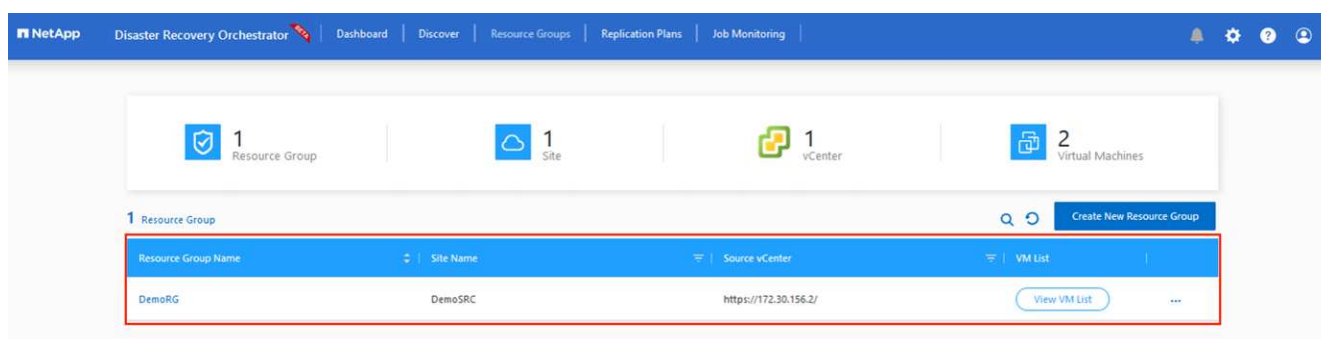 NetApp Disaster Recovery Orchestrator Dashboard Discover Resource Groups Replication Plans Job Monitoring
1
Resource Group
1
Site
1
vCenter
2
Virtual Machines
1 Resource Group Create New Resource Group
Resource Group Name Site Name Source vCenter VM List
DemoRG DemoSRC https://172.30.156.2/ View VM List ...